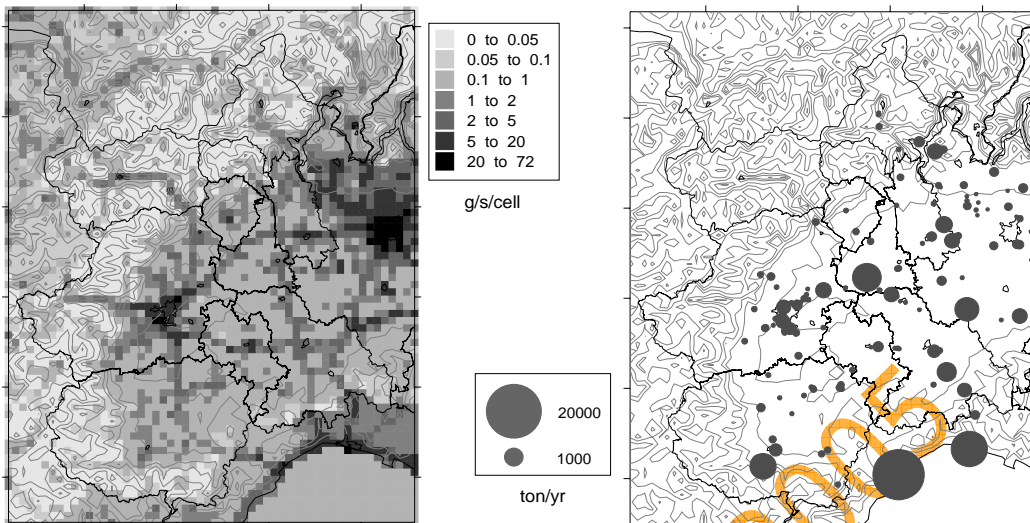 0 to 0.05
0.05 to 0.1
0.1 to 1
1 to 2
2 to 5
5 to 20
20 to 72
g/s/cell
20000
1000
ton/yr